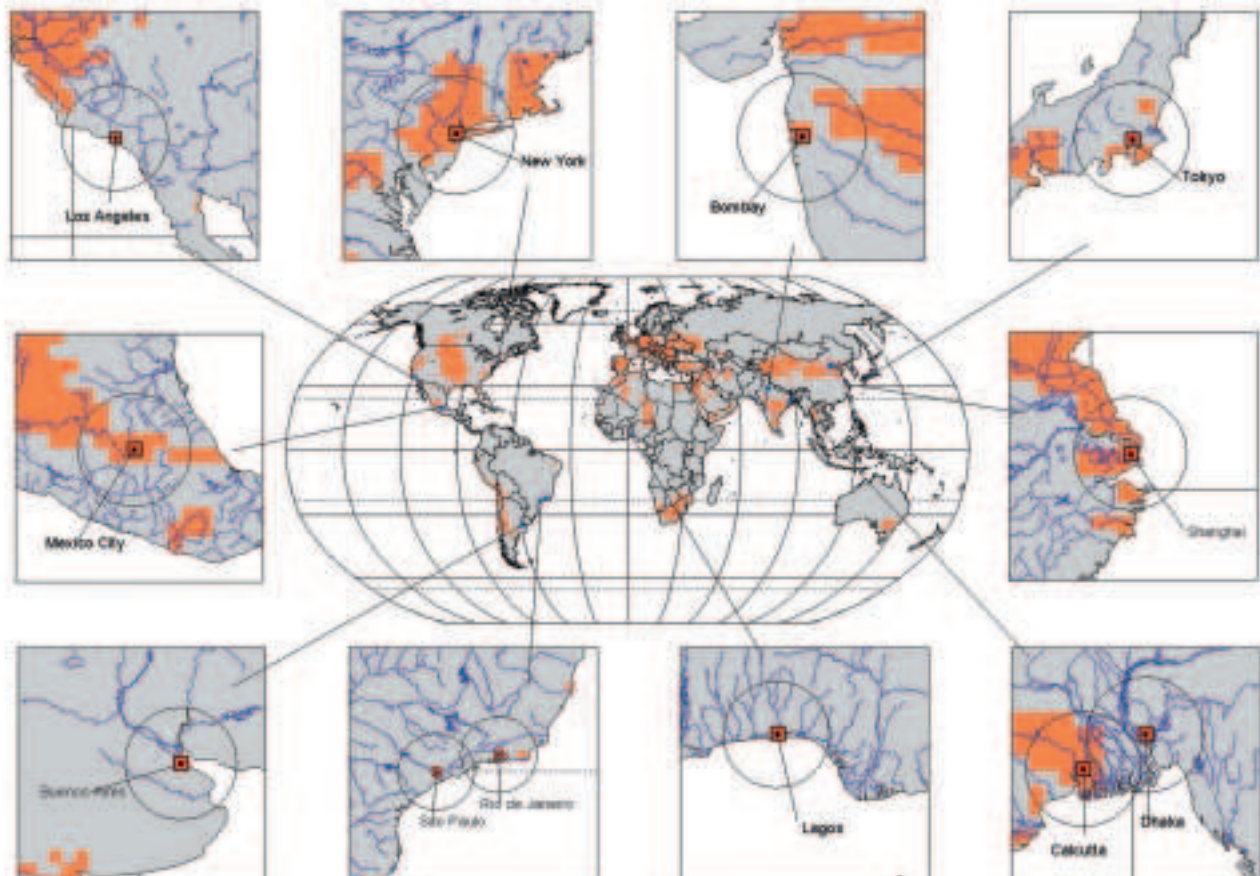 Los Angeles
New York
Bombay
Tokyo
Mexico City
Shanghai
Buenos Aires
São Paulo
Rio de Janeiro
Lagos
Calcutta
Dhaka